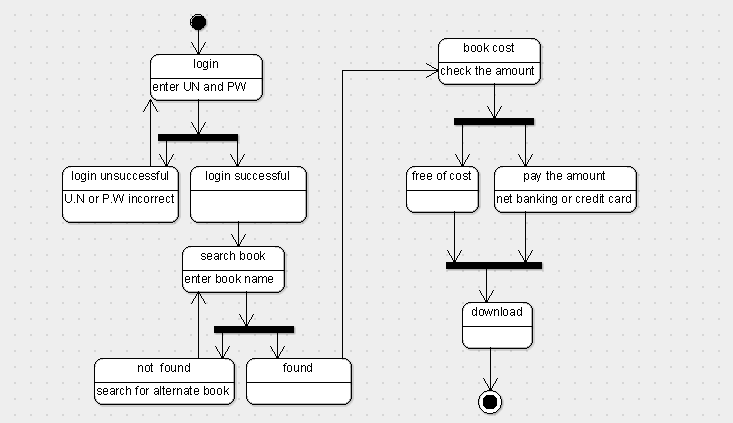 login
enter UN and PW
login unsuccessful
U.N or P.W incorrect
login successful
search book
enter book name
not found
search for alternate book
found
book cost
check the amount
free of cost
pay the amount
net banking or credit card
download